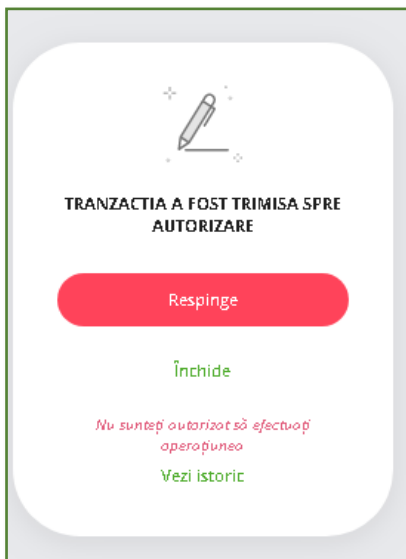 TRANZACTIA A FOST TRIMISA SPRE
AUTORIZARE
Respinge
Închide
Nu sunteți autorizat să efectuați
operațiunea
Vezi istoric